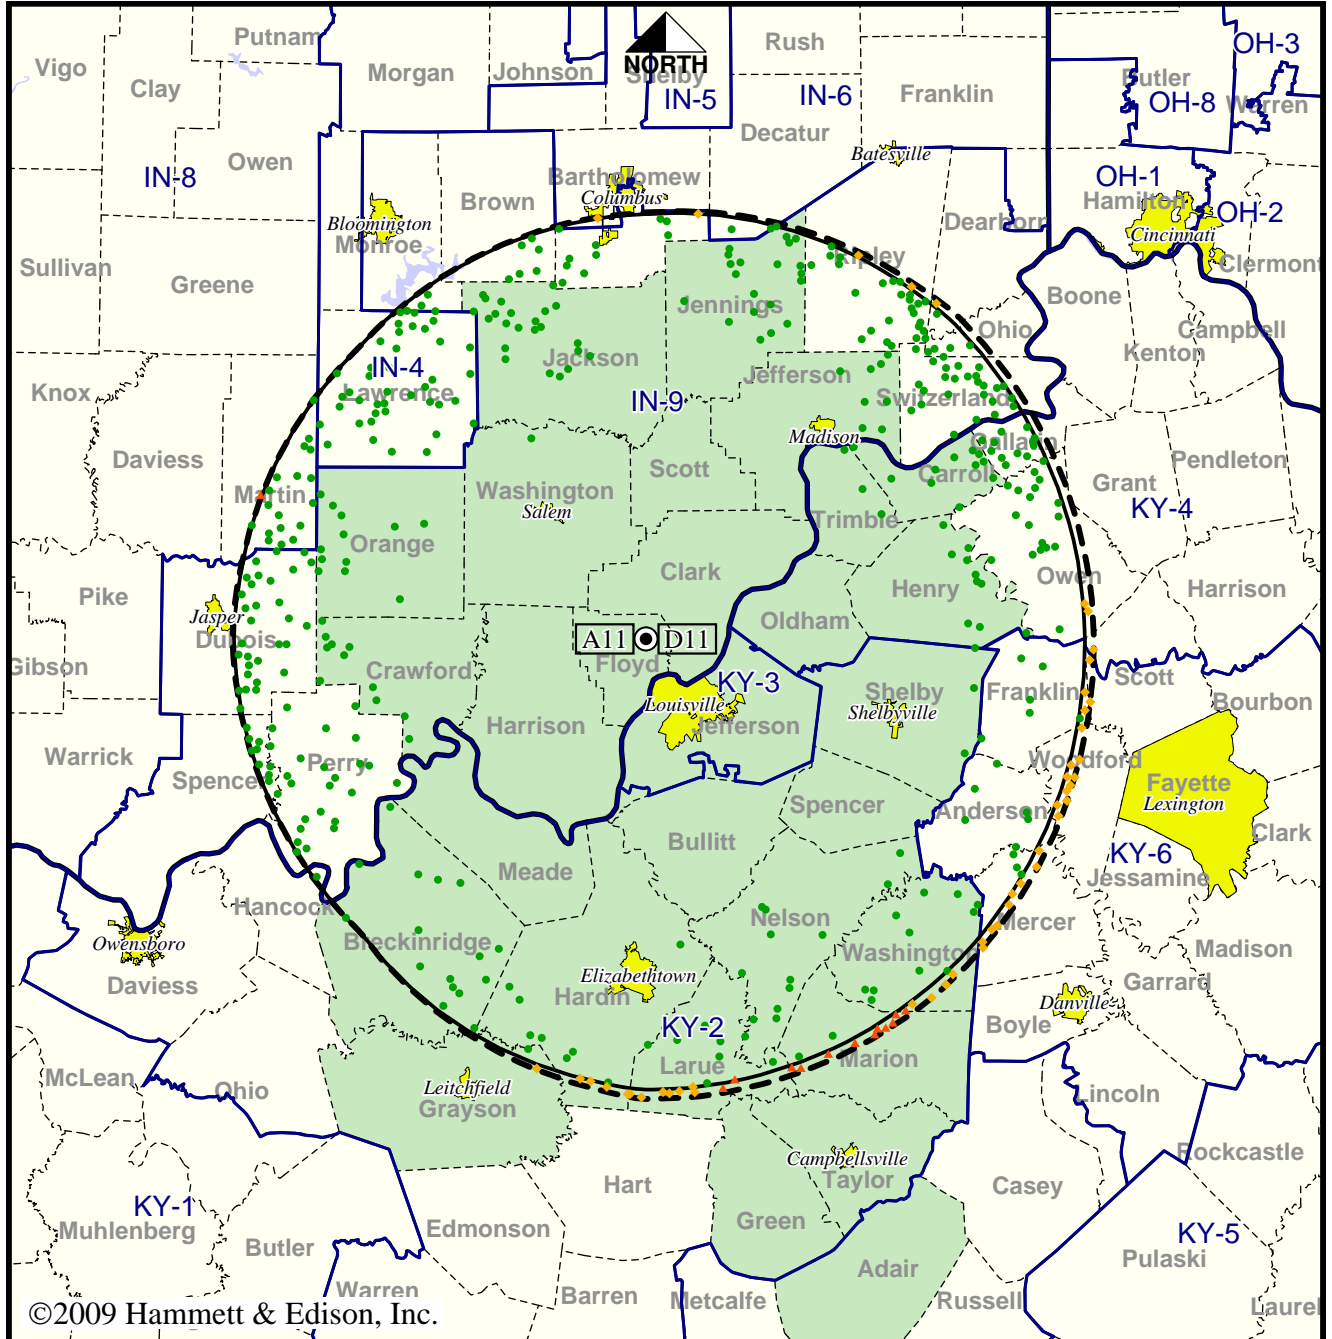 Putnam
Vigo
Clay
Morgan
Johnson
NORTH
Shelby
Rush
OH-3
Butler
IN-5
IN-6
Franklin
OH-8
Warren
Decatur
Owen
IN-8
Batesville
Bartholomew
Columbus
Brown
OH-1
Hamilton
OH-2
Bloomington
Monroe
Dearborn
Cincinnati
Sullivan
Greene
Ripley
Clermont
Boone
Jennings
Ohio
Campbell
Kenton
Jackson
IN-4
Lawrence
Jefferson
Knox
IN-9
Switzerland
Madison
Gallatin
Daviess
Scott
Pendleton
Carroll
Martin
Washington
Salem
Grant
KY-4
Trimble
Orange
Clark
Owen
Henry
Harrison
Pike
Oldham
Jasper
Dubois
A11
D11
Floyd
Gibson
Crawford
KY-3
Shelby
Franklin
Scott
Louisville
Shelbyville
Bourbon
Harrison
Jefferson
Warrick
Perry
Woodford
Spencer
Fayette
Lexington
Spencer
Anderson
Bullitt
Clark
Meade
KY-6
Jessamine
Hancock
Nelson
Mercer
Owensboro
Breckinridge
Washington
Madison
Elizabethtown
Daviess
Hardin
Garrard
Danville
KY-2
Boyle
Marion
Larue
McLean
Ohio
Leitchfield
Grayson
Lincoln
Rockcastle
Campbellsville
Taylor
Hart
Casey
KY-1
Muhlenberg
Green
Edmonson
KY-5
Butler
Pulaski
Adair
Warren
Barren
Metcalfe
Russell
Laurel
©2009 Hammett & Edison, Inc.